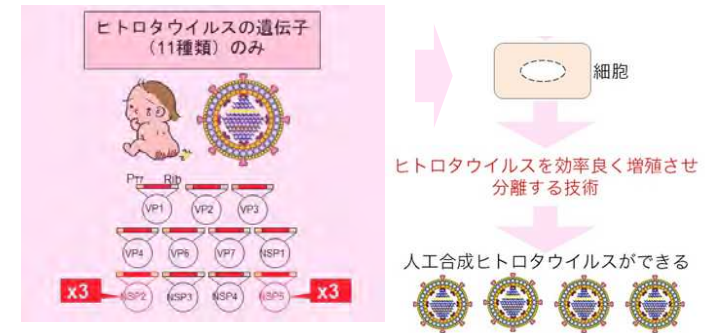 ヒトロタウイルスの遺伝子
（11種類）のみ
PT7 Rib
VP1 VP2 VP3
VP4 VP6 VP7 NSP1
x3 NSP2 NSP3 NSP4 NSP5 x3
細胞
ヒトロタウイルスを効率良く増殖させ
分離する技術
人工合成ヒトロタウイルスができる